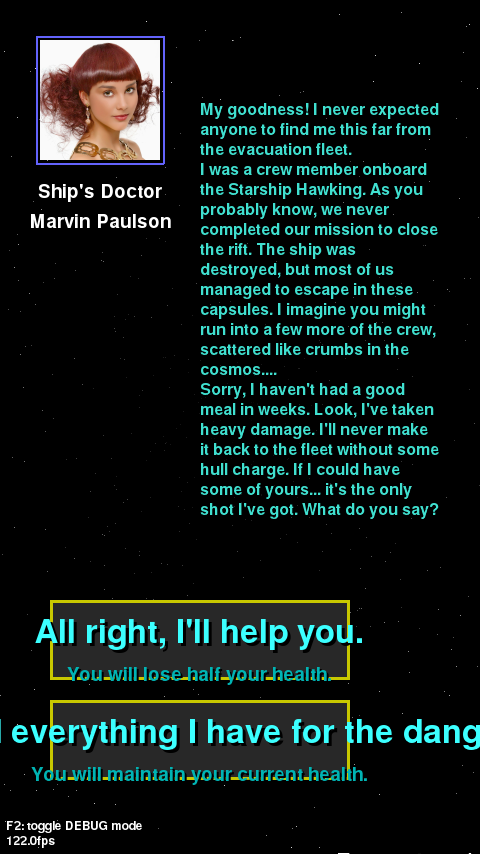 Ship's Doctor
Marvin Paulson
My goodness! I never expected
anyone to find me this far from
the evacuation fleet.
I was a crew member onboard
the Starship Hawking. As you
probably know, we never
completed our mission to close
the rift. The ship was
destroyed, but most of us
managed to escape in these
capsules. I imagine you might
run into a few more of the crew,
scattered like crumbs in the
cosmos....
Sorry, I haven't had a good
meal in weeks. Look, I've taken
heavy damage. I'll never make
it back to the fleet without some
hull charge. If I could have
some of yours... it's the only
shot I've got. What do you say?
All right, I'll help you.
You will lose half your health.
everything I have for the
You will maintain your current health.
F2: toggle DEBUG mode
122.0fps